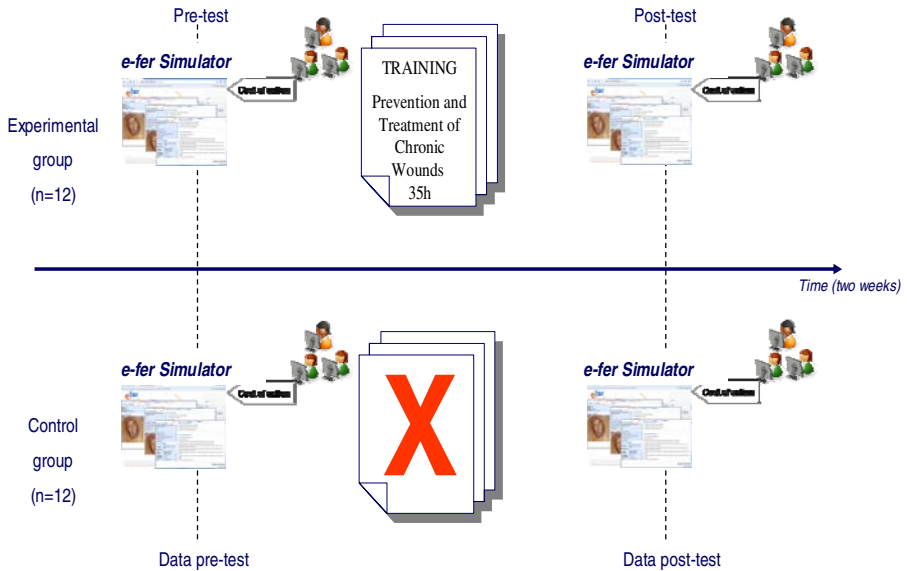 Pre-test
Post-test
e-fer Simulator
e-fer Simulator
TRAINING
Prevention and
Treatment of
Chronic
Wounds
35h
Experimental
group
(n=12)
Time (two weeks)
e-fer Simulator
e-fer Simulator
X
Control
group
(n=12)
Data pre-test
Data post-test